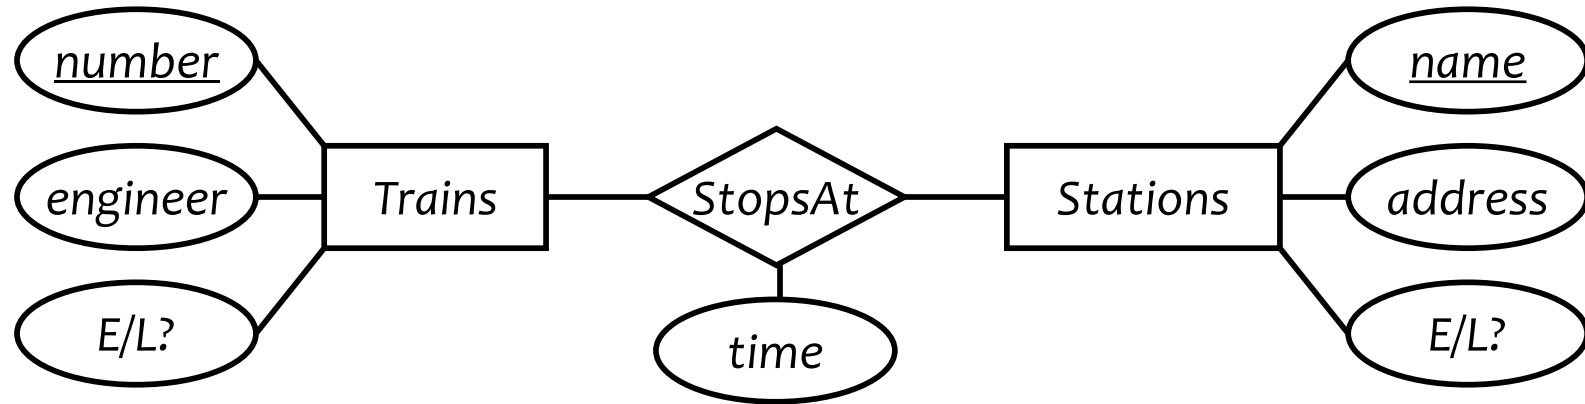 number
name
engineer
Trains
StopsAt
Stations
address
E/L?
time
E/L?